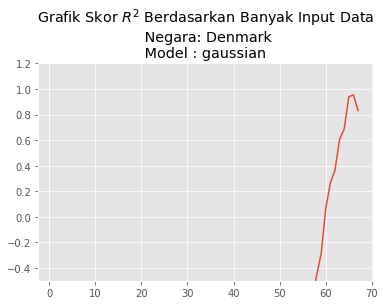 Grafik Skor R² Berdasarkan Banyak Input Data
Negara: Denmark
Model : gaussian
1.2
1.0
0.8
0.6
0.4
0.2
0.0
−0.2
−0.4
0 10 20 30 40 50 60 70